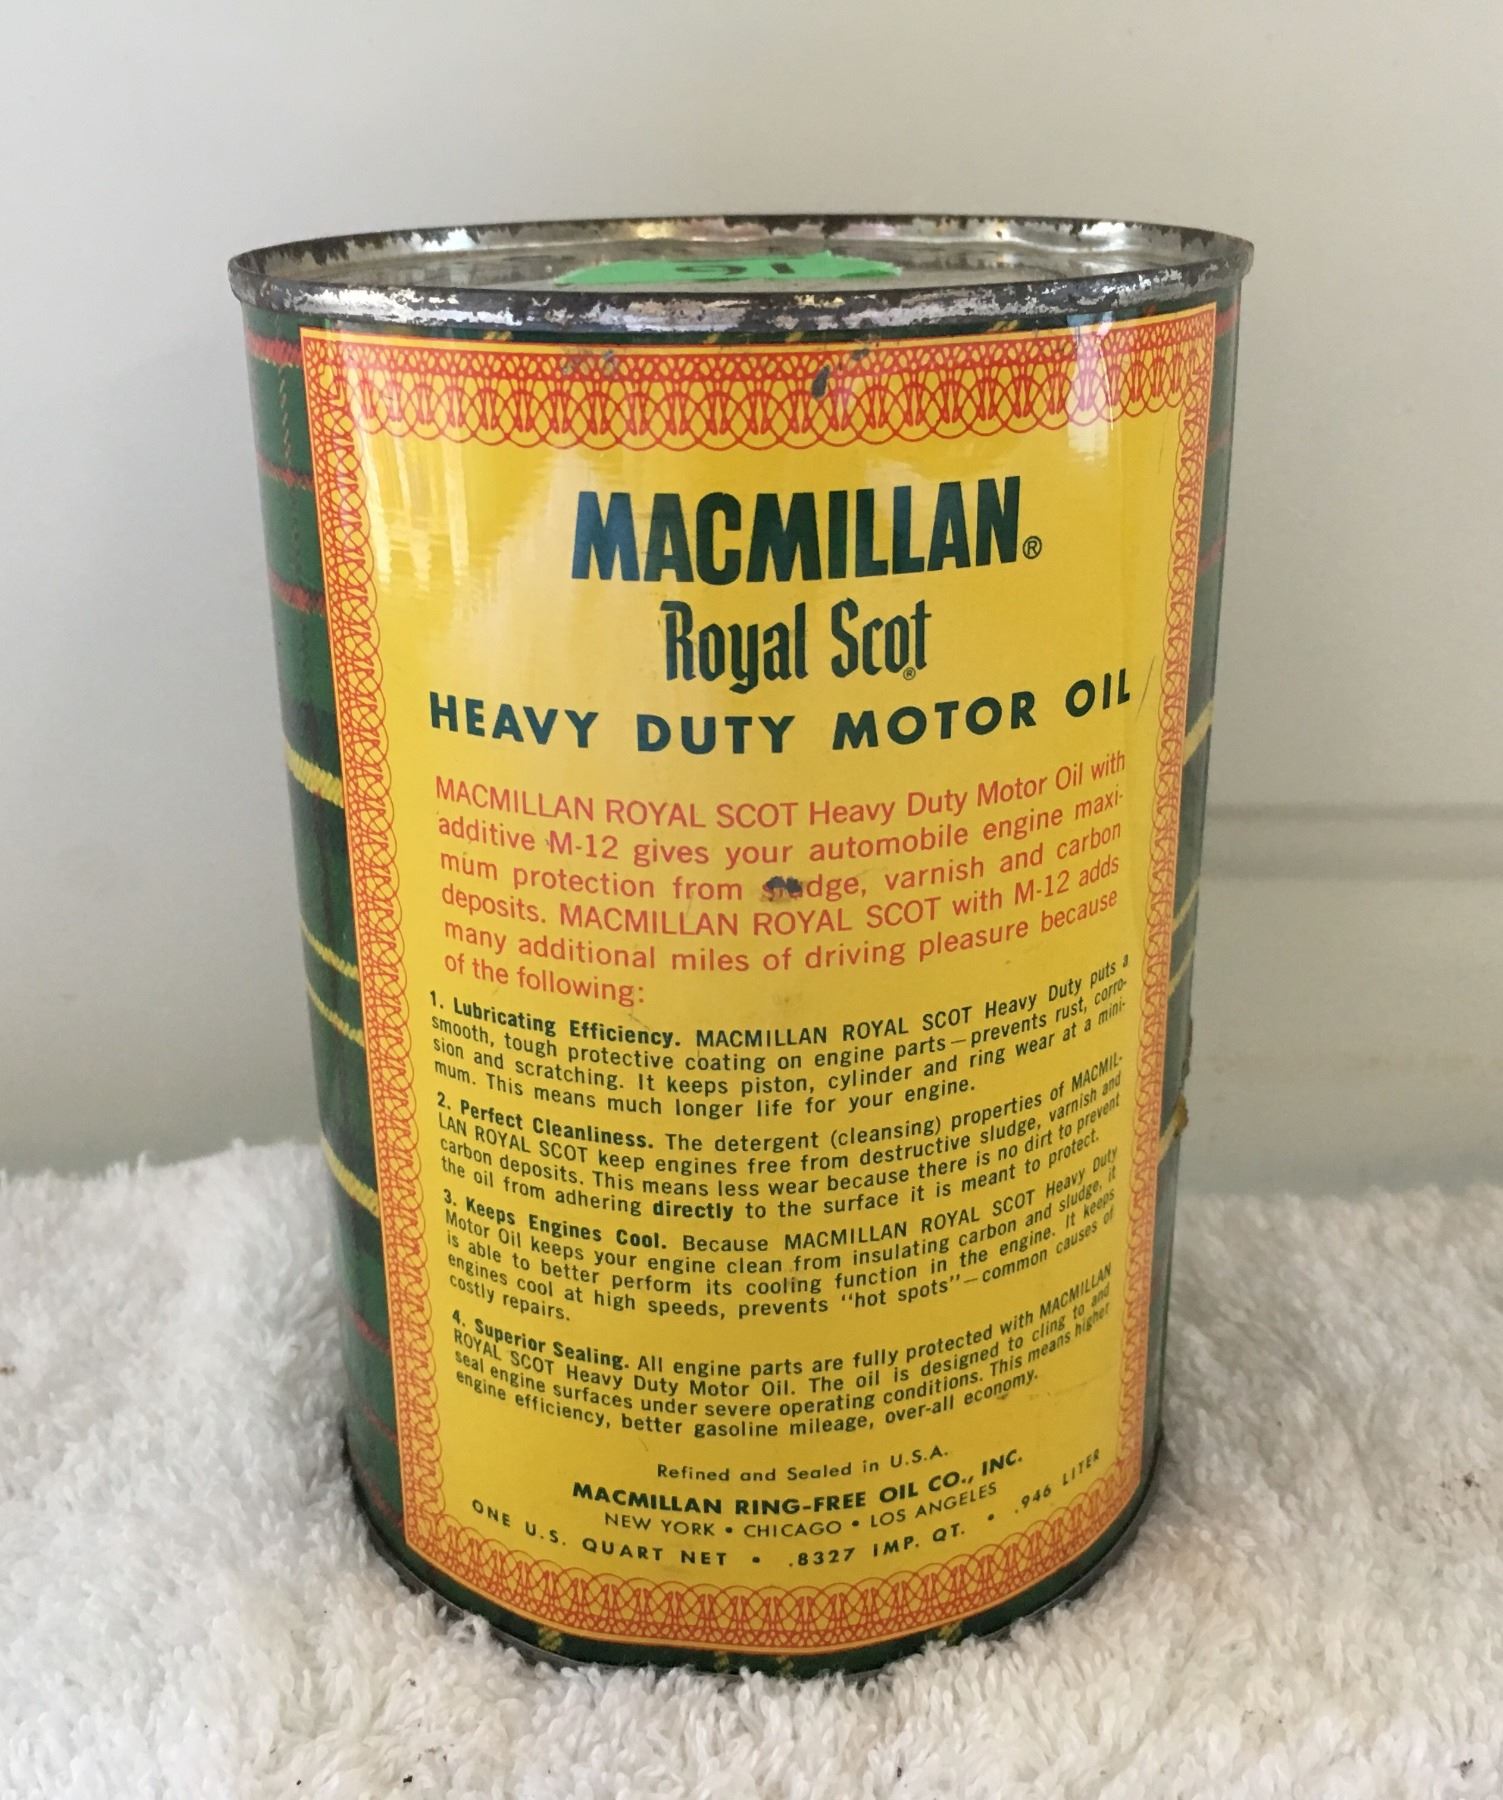 MACMILLAN®
Royal Scot®
HEAVY DUTY MOTOR OIL
MACMILLAN ROYAL SCOT Heavy Duty Motor Oil with
additive M-12 gives your automobile engine maxi-
mum protection from sludge, varnish and carbon
deposits. MACMILLAN ROYAL SCOT with M-12 adds
many additional miles of driving pleasure because
of the following:
1. Lubricating Efficiency. MACMILLAN ROYAL SCOT Heavy Duty puts a
smooth, tough protective coating on engine parts—prevents rust, corro-
sion and scratching. It keeps piston, cylinder and ring wear at a mini-
mum. This means much longer life for your engine.
2. Perfect Cleanliness. The detergent (cleansing) properties of MACMIL-
LAN ROYAL SCOT keep engines free from destructive sludge, varnish and
carbon deposits. This means less wear because there is no dirt to prevent
the oil from adhering directly to the surface it is meant to protect.
3. Keeps Engines Cool. Because MACMILLAN ROYAL SCOT Heavy Duty
Motor Oil keeps your engine clean from insulating carbon and sludge, it
is able to better perform its cooling function in the engine. It keeps
engines cool at high speeds, prevents "hot spots"—common causes of
costly repairs.
4. Superior Sealing. All engine parts are fully protected with MACMILLAN
ROYAL SCOT Heavy Duty Motor Oil. The oil is designed to cling to and
seal engine surfaces under severe operating conditions. This means higher
engine efficiency, better gasoline mileage, over-all economy.
Refined and Sealed in U.S.A.
MACMILLAN RING-FREE OIL CO., INC.
NEW YORK • CHICAGO • LOS ANGELES
ONE U.S. QUART NET • .8327 IMP. QT. • .946 LITER